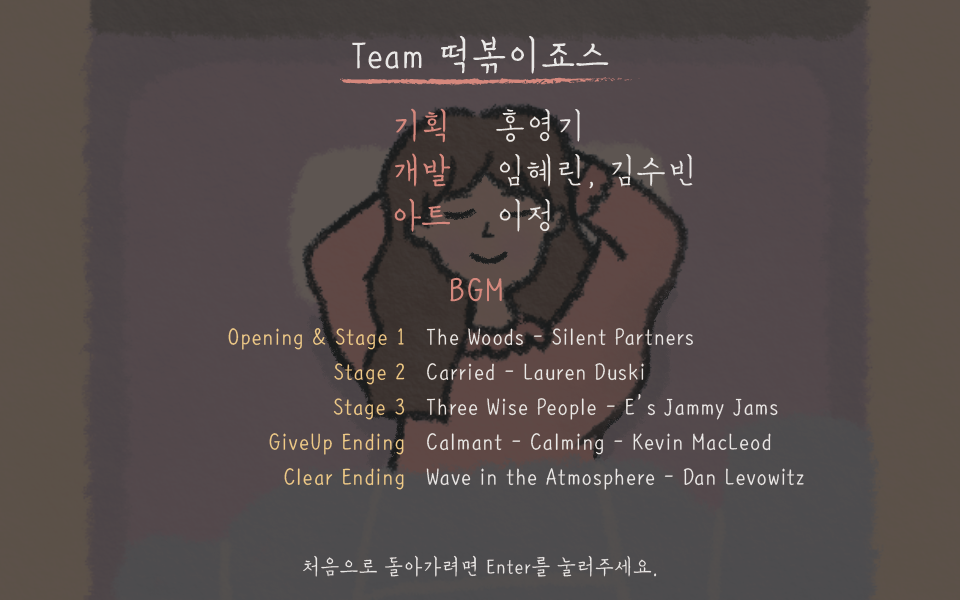 Team 떡볶이죠스
기획 홍영기
개발 임혜린, 김수빈
아트 이정
BGM
Opening & Stage 1 The Woods - Silent Partners
Stage 2 Carried - Lauren Duski
Stage 3 Three Wise People - E's Jammy Jams
GiveUp Ending Calmant - Calming - Kevin MacLeod
Clear Ending Wave in the Atmosphere - Dan Levowitz
처음으로 돌아가려면 Enter를 눌러주세요.